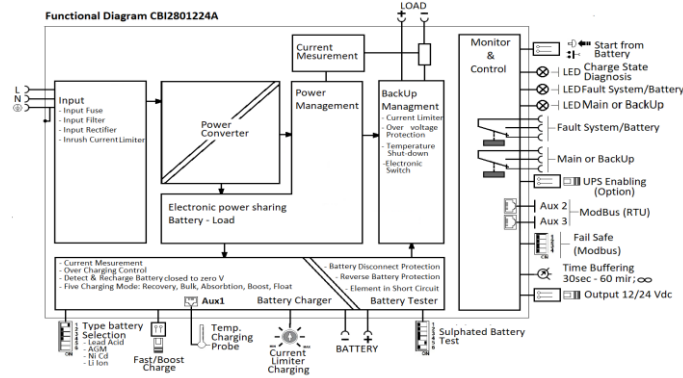 Functional Diagram CBI2801224A
LOAD
+ -
Current
Mesurement
Monitor
&
Control
Start from
Battery
LED Charge State
Diagnosis
LED Fault System/Battery
LED Main or BackUp
Fault System/Battery
Main or BackUp
UPS Enabling
(Option)
Aux 2
Aux 3
ModBus (RTU)
Fail Safe
(Modbus)
Time Buffering
30sec - 60 mir; ∞
Output 12/24 Vdc
L
N
Input
- Input Fuse
- Input Filter
- Input Rectifier
- Inrush Current Limiter
Power
Converter
Power
Management
BackUp
Managment
- Current Limiter
- Over voltage
Protection
- Temperature
Shut-down
-Electronic
Switch
Electronic power sharing
Battery - Load
- Current Mesurement
- Over Charging Control
- Detect & Recharge Battery closed to zero V
- Five Charging Mode: Recovery, Bulk, Absorbtion, Boost, Float
Aux1
Battery Charger
- Battery Disconnect Protection
- Reverse Battery Protection
- Element in Short Circuit
Battery Tester
Type battery
Selection
- Lead Acid
- AGM
- Ni Cd
- Li Ion
ON
Fast/Boost
Charge
Temp.
Charging
Probe
Current
Limiter
Charging
- +
BATTERY
ON
Sulphated Battery
Test